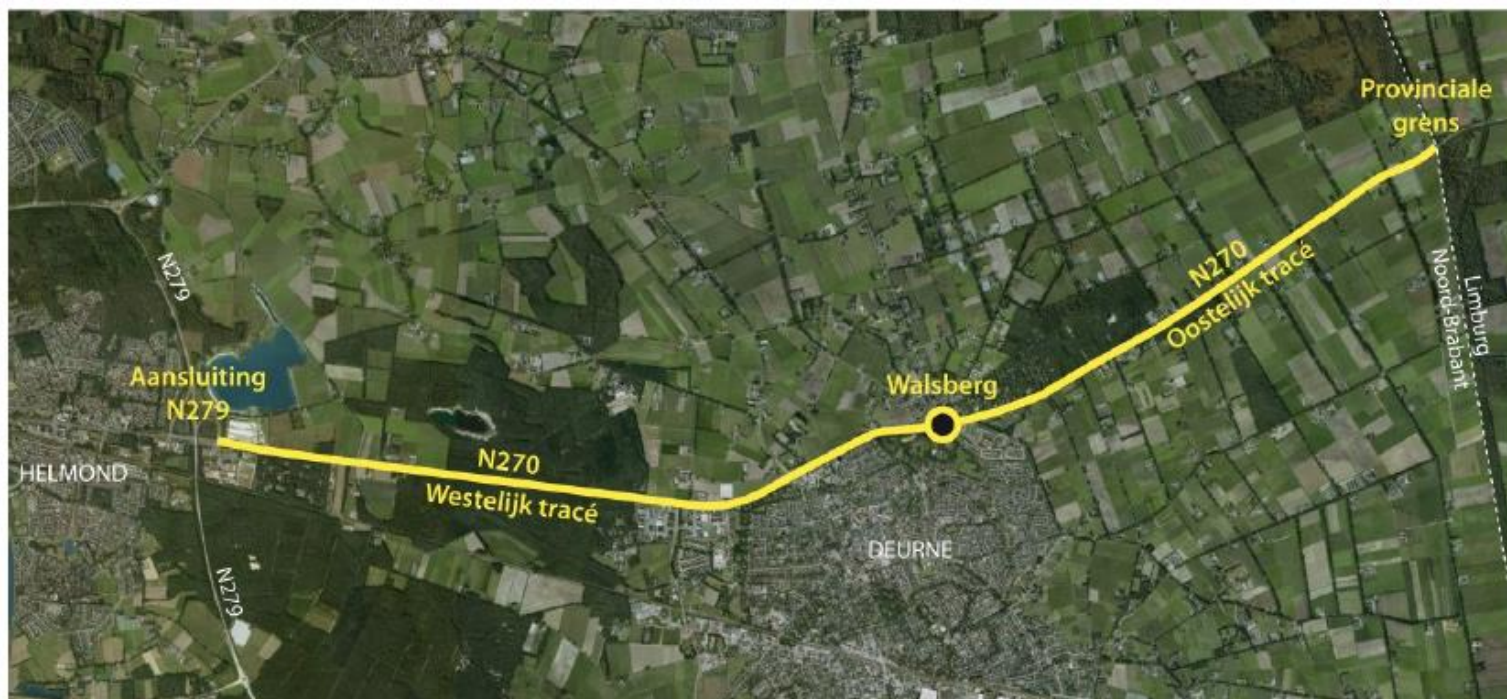 Provinciale
grens
N279
N270
Oostelijk tracé
Limburg
Noord-Brabant
Aansluiting
N279
Walsberg
HELMOND
N270
Westelijk tracé
DEURNE
N279